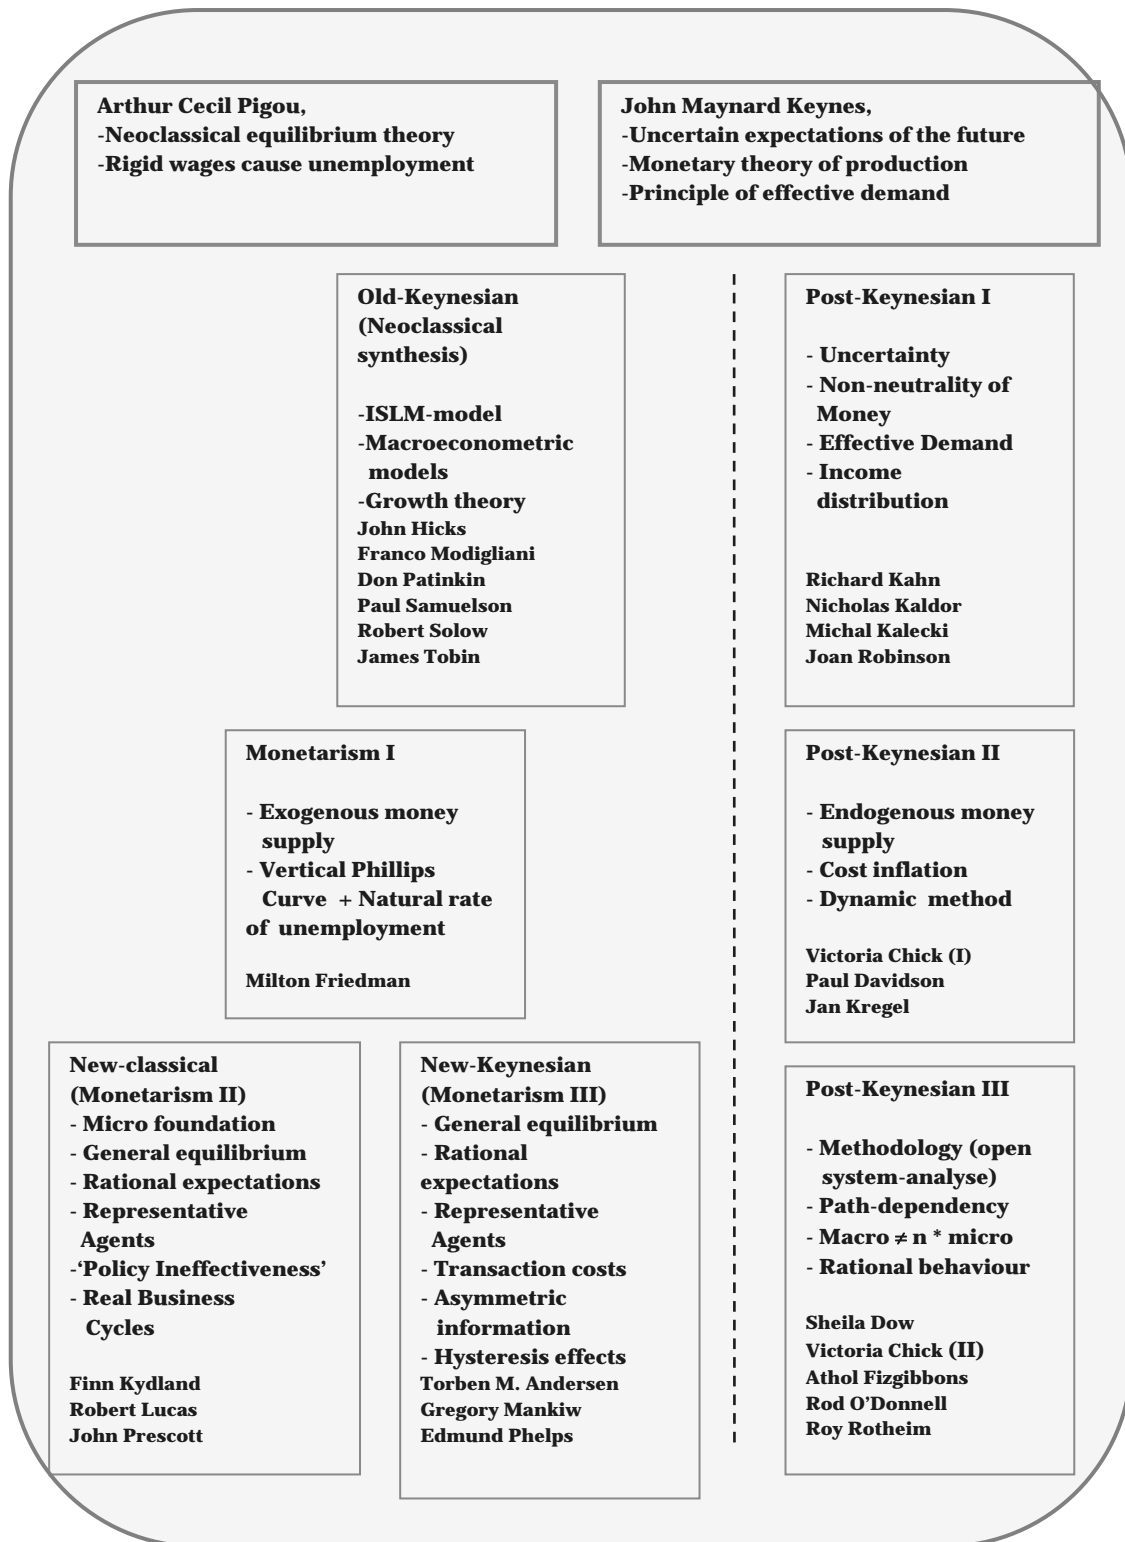 Arthur Cecil Pigou,
-Neoclassical equilibrium theory
-Rigid wages cause unemployment
John Maynard Keynes,
-Uncertain expectations of the future
-Monetary theory of production
-Principle of effective demand
Old-Keynesian
(Neoclassical
synthesis)
-ISLM-model
-Macroeconometric
models
-Growth theory
John Hicks
Franco Modigliani
Don Patinkin
Paul Samuelson
Robert Solow
James Tobin
Post-Keynesian I
- Uncertainty
- Non-neutrality of
Money
- Effective Demand
- Income
distribution
Richard Kahn
Nicholas Kaldor
Michal Kalecki
Joan Robinson
Monetarism I
- Exogenous money
supply
- Vertical Phillips
Curve + Natural rate
of unemployment
Milton Friedman
Post-Keynesian II
- Endogenous money
supply
- Cost inflation
- Dynamic method
Victoria Chick (I)
Paul Davidson
Jan Kregel
New-classical
(Monetarism II)
- Micro foundation
- General equilibrium
- Rational expectations
- Representative
Agents
-‘Policy Ineffectiveness’
- Real Business
Cycles
Finn Kydland
Robert Lucas
John Prescott
New-Keynesian
(Monetarism III)
- General equilibrium
- Rational
expectations
- Representative
Agents
- Transaction costs
- Asymmetric
information
- Hysteresis effects
Torben M. Andersen
Gregory Mankiw
Edmund Phelps
Post-Keynesian III
- Methodology (open
system-analyse)
- Path-dependency
- Macro ≠ n * micro
- Rational behaviour
Sheila Dow
Victoria Chick (II)
Athol Fizgibbons
Rod O’Donnell
Roy Rotheim